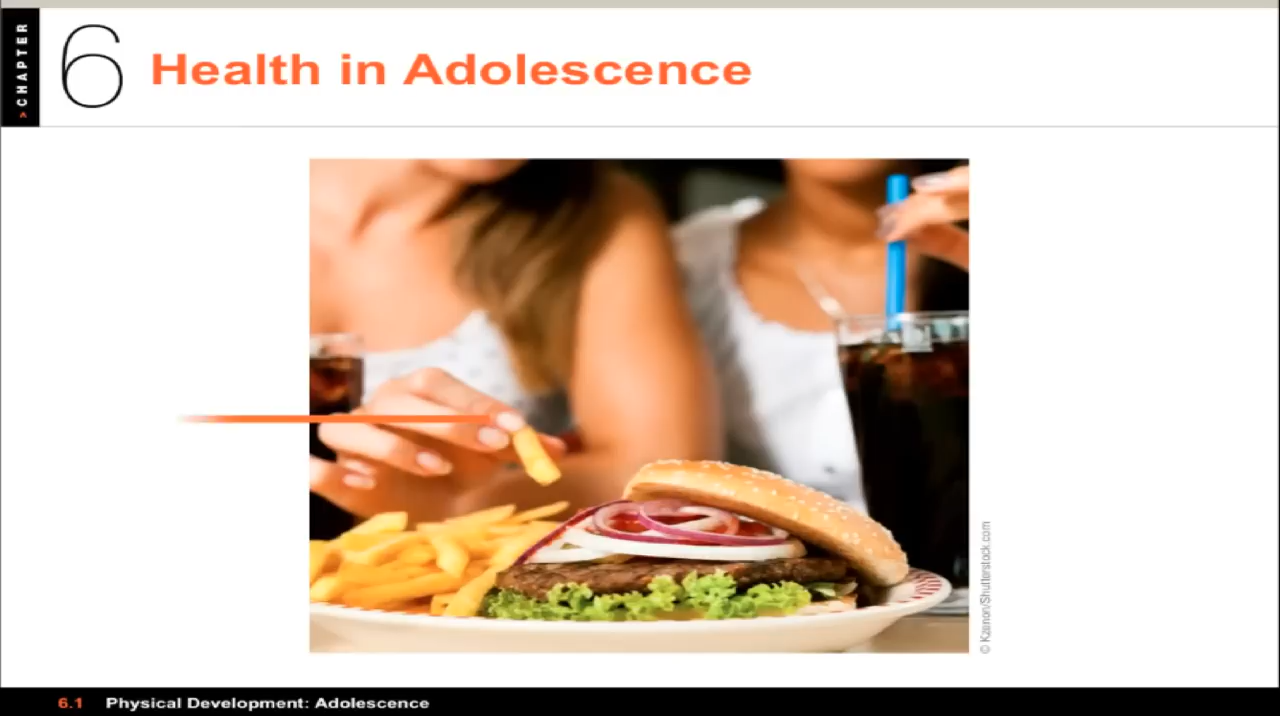 > CHAPTER
6
Health in Adolescence
© Kzenon/Shutterstock.com
6.1 Physical Development: Adolescence